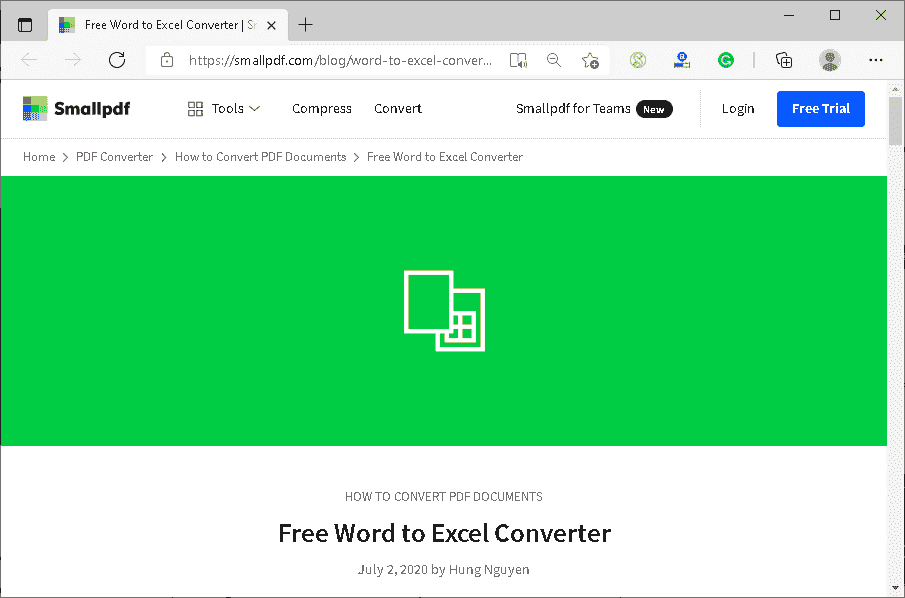 Free Word to Excel Converter | Sr
https://smallpdf.com/blog/word-to-excel-conver...
Smallpdf Tools Compress Convert Smallpdf for Teams New Login Free Trial
Home > PDF Converter > How to Convert PDF Documents > Free Word to Excel Converter
HOW TO CONVERT PDF DOCUMENTS
Free Word to Excel Converter
July 2, 2020 by Hung Nguyen